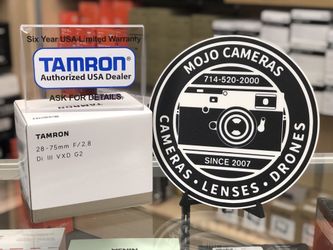 Six Year USA Limited Warranty
TAMRON
Authorized USA Dealer
ASK FOR DETAILS.
TAMRON
28-75mm F/2.8
Di III VXD G2
MOJO CAMERAS
714-520-2000
SINCE 2007
CAMERAS • LENSES • DRONES